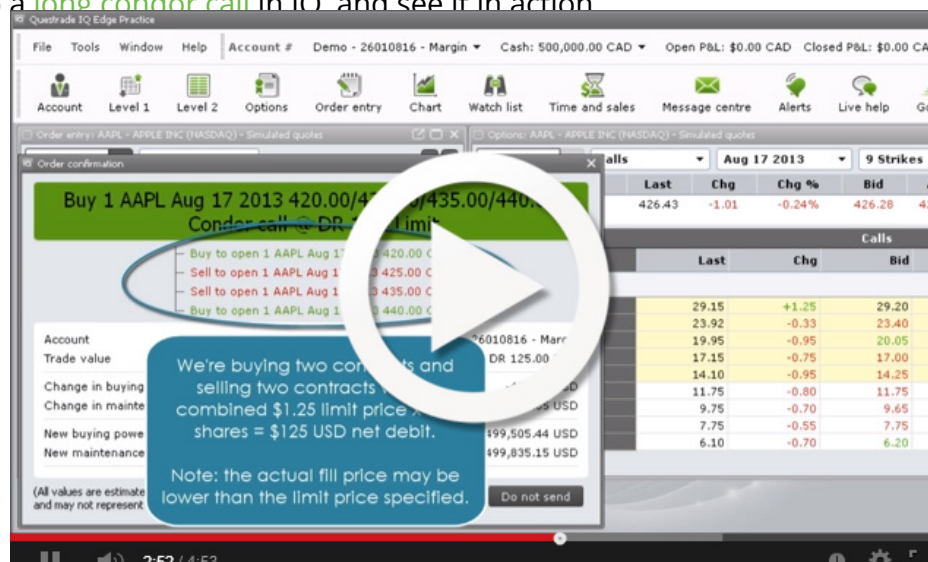 a long condor call in IQ, and see it in action
Questrade IQ Edge Practice
File Tools Window Help Account # Demo - 26010816 - Margin Cash: 500,000.00 CAD Open P&L: $0.00 CAD Closed P&L: $0.00
Account Level 1 Level 2 Options Order entry Chart Watch list Time and sales Message centre Alerts Live help
Order entry: AAPL - APPLE INC (NASDAQ) - Simulated quotes Options: AAPL - APPLE INC (NASDAQ) - Simulated quotes
Order confirmation
Aug 17 2013 9 Strikes
Last Chg Chg % Bid
426.43 -1.01 -0.24% 426.28
Calls
Last Chg Bid
29.15 +1.25 29.20
23.92 -0.33 23.40
19.95 -0.95 20.05
17.15 -0.75 17.00
14.10 -0.95 14.25
11.75 -0.80 11.75
9.75 -0.70 9.65
7.75 -0.55 7.75
6.10 -0.70 6.20
Buy 1 AAPL Aug 17 2013 420.00/ /435.00/440.
Condor call @ DR Limit
Buy to open 1 AAPL Aug 420.00
Sell to open 1 AAPL Aug 425.00
Sell to open 1 AAPL Aug 435.00
Buy to open 1 AAPL Aug 440.00
Account 26010816 -
Trade value DR 125.00
Change in buying
Change in USD
New buying 499,505.44 USD
New maintenance 499,835.15 USD
We're buying two and
selling two contracts
combined $1.25 limit price
shares = $125 USD net debit.
Note: the actual fill price may be
lower than the limit price specified.
(All values are
and may not represent
Do not send
2:52 / 4:53